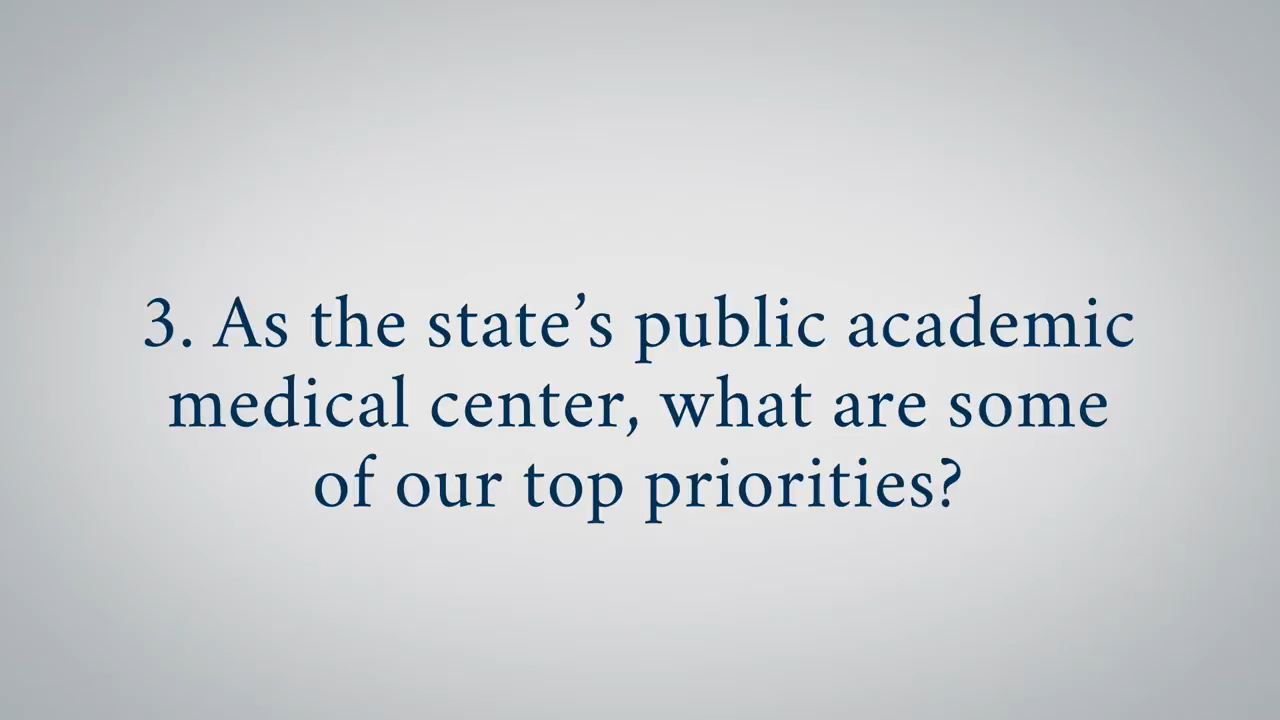 3. As the state’s public academic
medical center, what are some
of our top priorities?